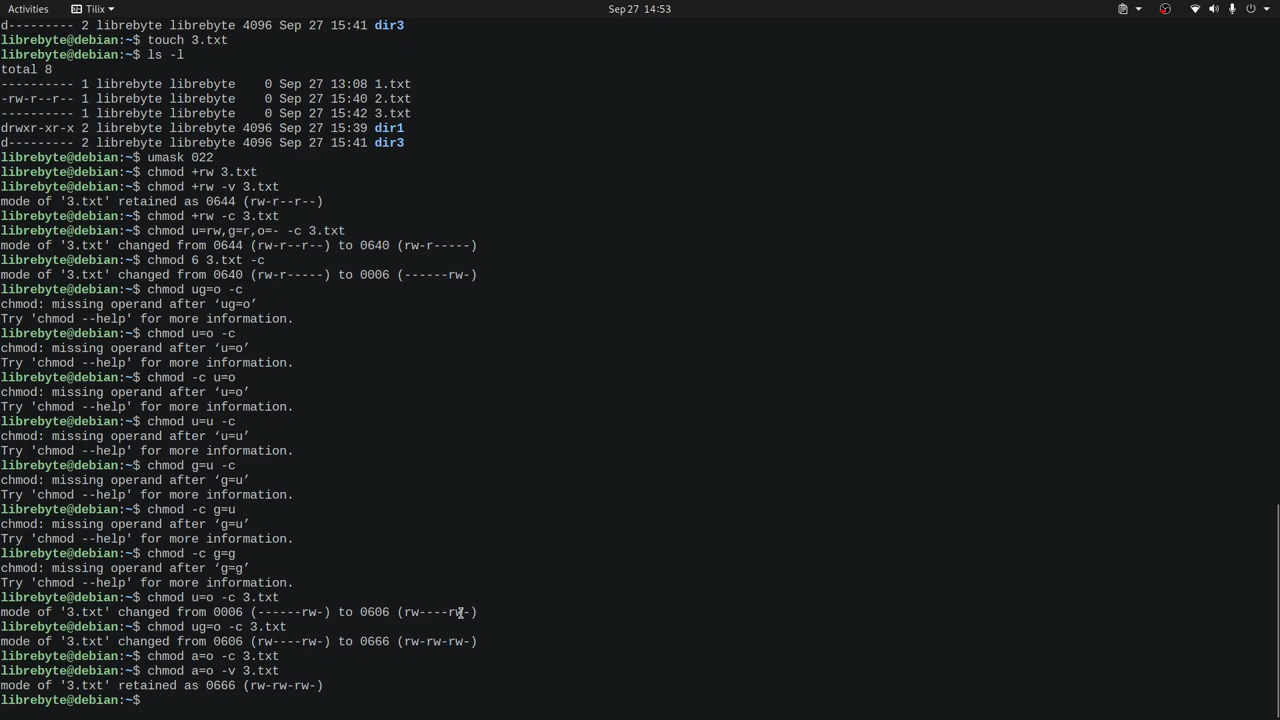 Activities Tilix Sep 27 14:53
d--------- 2 librebyte librebyte 4096 Sep 27 15:41 dir3
librebyte@debian:~$ touch 3.txt
librebyte@debian:~$ ls -l
total 8
---------- 1 librebyte librebyte    0 Sep 27 13:08 1.txt
-rw-r--r-- 1 librebyte librebyte    0 Sep 27 15:40 2.txt
---------- 1 librebyte librebyte    0 Sep 27 15:42 3.txt
drwxr-xr-x 2 librebyte librebyte 4096 Sep 27 15:39 dir1
d--------- 2 librebyte librebyte 4096 Sep 27 15:41 dir3
librebyte@debian:~$ umask 022
librebyte@debian:~$ chmod +rw 3.txt
librebyte@debian:~$ chmod +rw -v 3.txt
mode of '3.txt' retained as 0644 (rw-r--r--)
librebyte@debian:~$ chmod +rw -c 3.txt
librebyte@debian:~$ chmod u=rw,g=r,o=- -c 3.txt
mode of '3.txt' changed from 0644 (rw-r--r--) to 0640 (rw-r-----)
librebyte@debian:~$ chmod 6 3.txt -c
mode of '3.txt' changed from 0640 (rw-r-----) to 0006 (------rw-)
librebyte@debian:~$ chmod ug=o -c
chmod: missing operand after ‘ug=o’
Try 'chmod --help' for more information.
librebyte@debian:~$ chmod u=o -c
chmod: missing operand after ‘u=o’
Try 'chmod --help' for more information.
librebyte@debian:~$ chmod -c u=o
chmod: missing operand after ‘u=o’
Try 'chmod --help' for more information.
librebyte@debian:~$ chmod u=u -c
chmod: missing operand after ‘u=u’
Try 'chmod --help' for more information.
librebyte@debian:~$ chmod g=u -c
chmod: missing operand after ‘g=u’
Try 'chmod --help' for more information.
librebyte@debian:~$ chmod -c g=u
chmod: missing operand after ‘g=u’
Try 'chmod --help' for more information.
librebyte@debian:~$ chmod -c g=g
chmod: missing operand after ‘g=g’
Try 'chmod --help' for more information.
librebyte@debian:~$ chmod u=o -c 3.txt
mode of '3.txt' changed from 0006 (------rw-) to 0606 (rw----rw-)
librebyte@debian:~$ chmod ug=o -c 3.txt
mode of '3.txt' changed from 0606 (rw----rw-) to 0666 (rw-rw-rw-)
librebyte@debian:~$ chmod a=o -c 3.txt
librebyte@debian:~$ chmod a=o -v 3.txt
mode of '3.txt' retained as 0666 (rw-rw-rw-)
librebyte@debian:~$